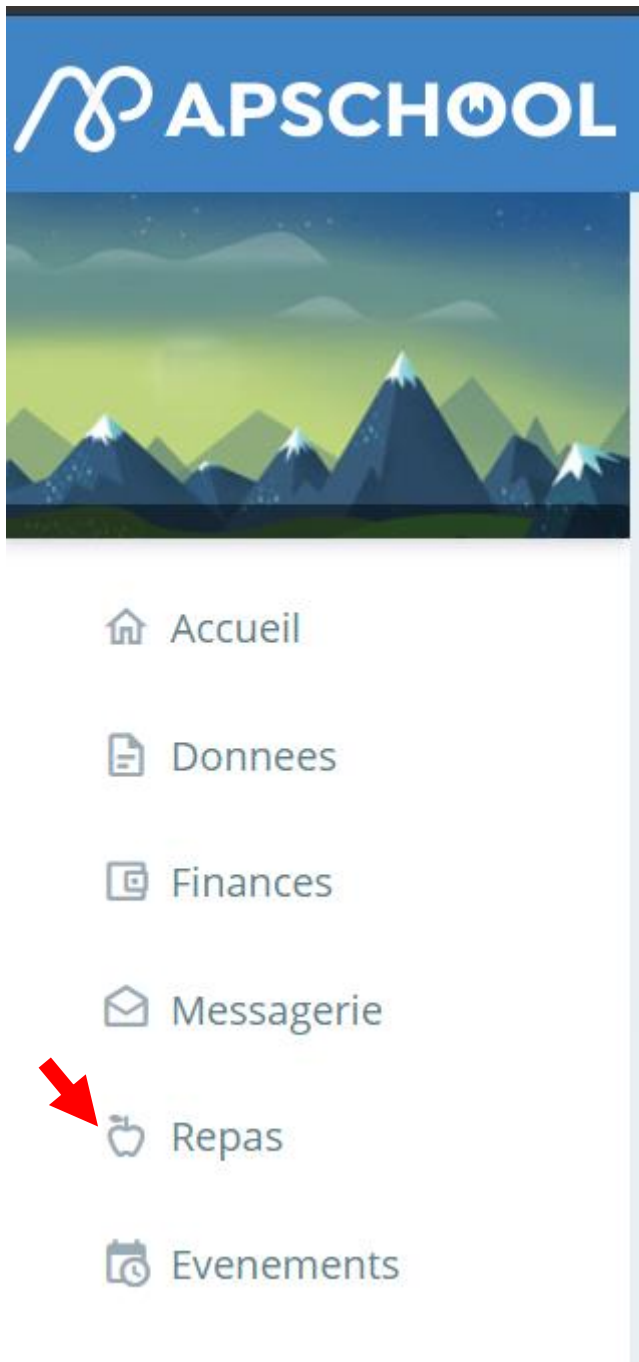 APSCHOOL
Accueil
Donnees
Finances
Messagerie
Repas
Evenements